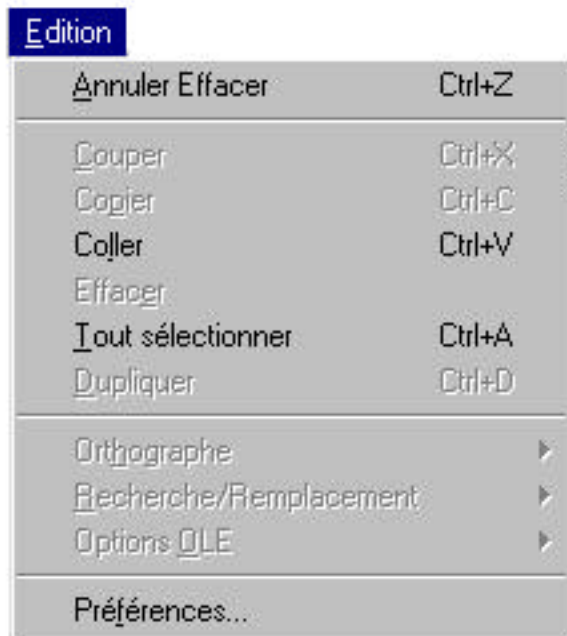 Edition
Annuler Effacer Ctrl+Z
Couper Ctrl+X
Copier Ctrl+C
Coller Ctrl+V
Effacer
Tout sélectionner Ctrl+A
Dupliquer Ctrl+D
Orthographe
Recherche/Remplacement
Options OLE
Préférences...